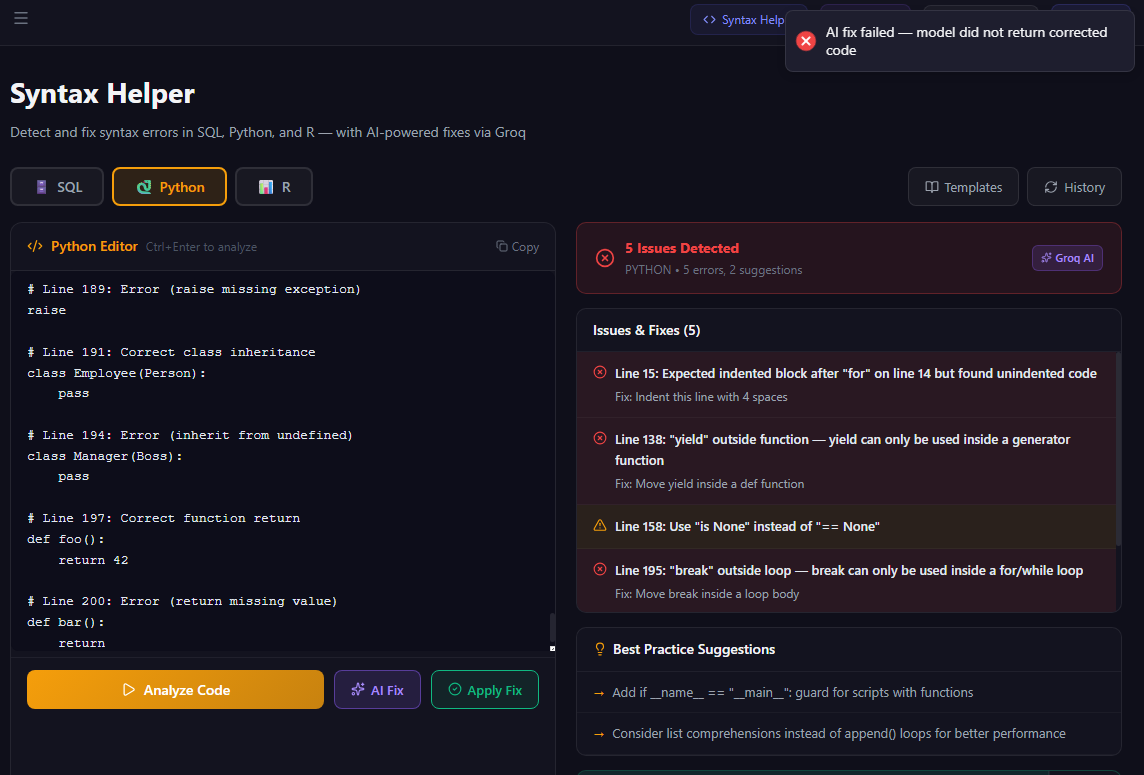 <> Syntax Help
AI fix failed — model did not return corrected
code
Syntax Helper
Detect and fix syntax errors in SQL, Python, and R — with AI-powered fixes via Groq
SQL
Python
R
Templates
History
</> Python Editor Ctrl+Enter to analyze
Copy
# Line 189: Error (raise missing exception)
raise
# Line 191: Correct class inheritance
class Employee(Person):
    pass
# Line 194: Error (inherit from undefined)
class Manager(Boss):
    pass
# Line 197: Correct function return
def foo():
    return 42
# Line 200: Error (return missing value)
def bar():
    return
Analyze Code
AI Fix
Apply Fix
5 Issues Detected
PYTHON • 5 errors, 2 suggestions
Groq AI
Issues & Fixes (5)
Line 15: Expected indented block after "for" on line 14 but found unindented code
Fix: Indent this line with 4 spaces
Line 138: "yield" outside function — yield can only be used inside a generator
function
Fix: Move yield inside a def function
Line 158: Use "is None" instead of "== None"
Line 195: "break" outside loop — break can only be used inside a for/while loop
Fix: Move break inside a loop body
Best Practice Suggestions
→ Add if __name__ == "__main__": guard for scripts with functions
→ Consider list comprehensions instead of append() loops for better performance